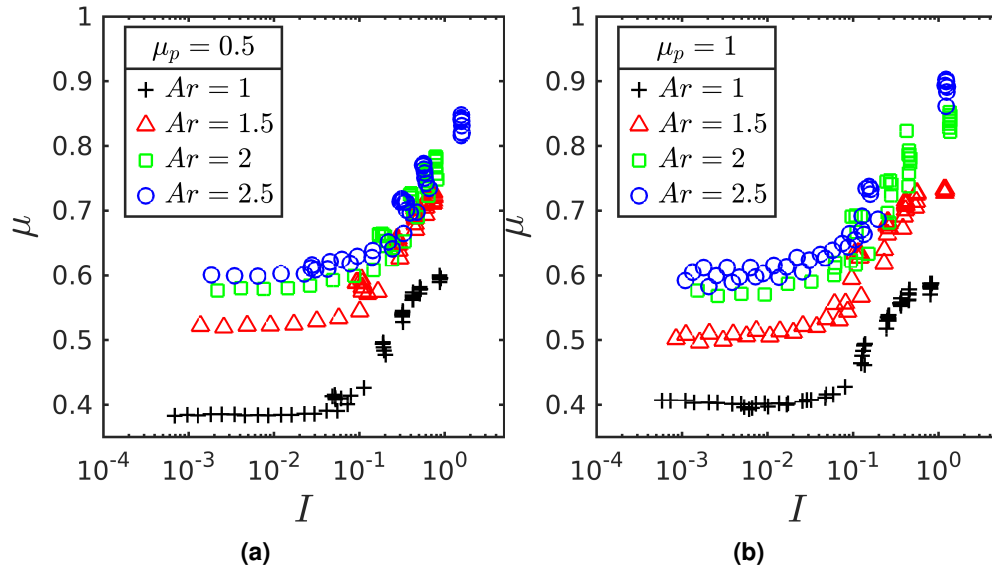 μ
1
0.9
0.8
0.7
0.6
0.5
0.4
μp = 0.5
Ar = 1
Ar = 1.5
Ar = 2
Ar = 2.5
10⁻⁴ 10⁻³ 10⁻² 10⁻¹ 10⁰
I
(a)
μ
1
0.9
0.8
0.7
0.6
0.5
0.4
μp = 1
Ar = 1
Ar = 1.5
Ar = 2
Ar = 2.5
10⁻⁴ 10⁻³ 10⁻² 10⁻¹ 10⁰
I
(b)